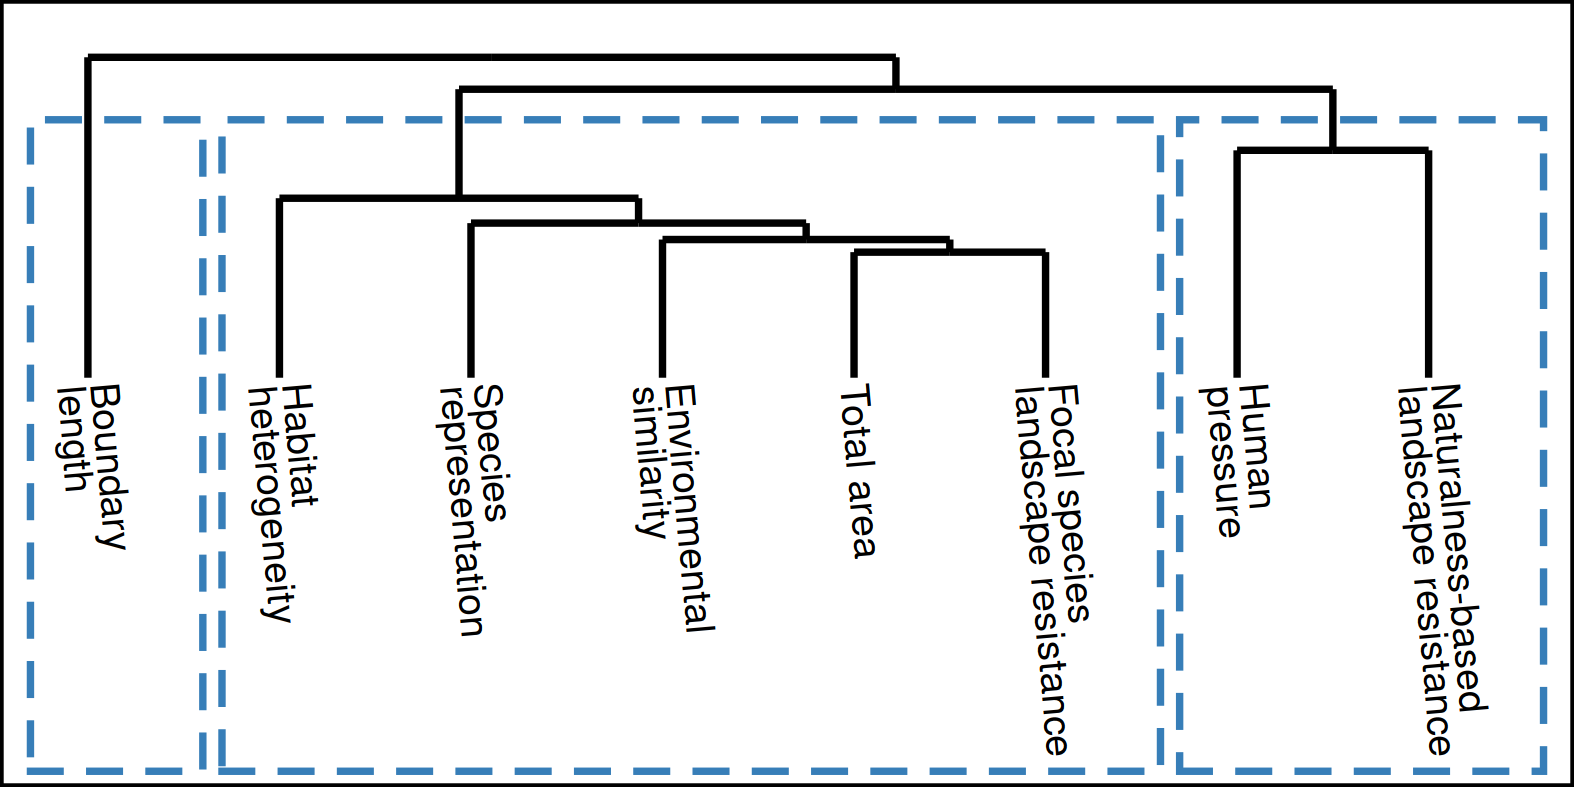 Boundary
length
Habitat
heterogeneity
Species
representation
Environmental
similarity
Total area
Focal species
landscape resistance
Human
pressure
Naturalness-based
landscape resistance